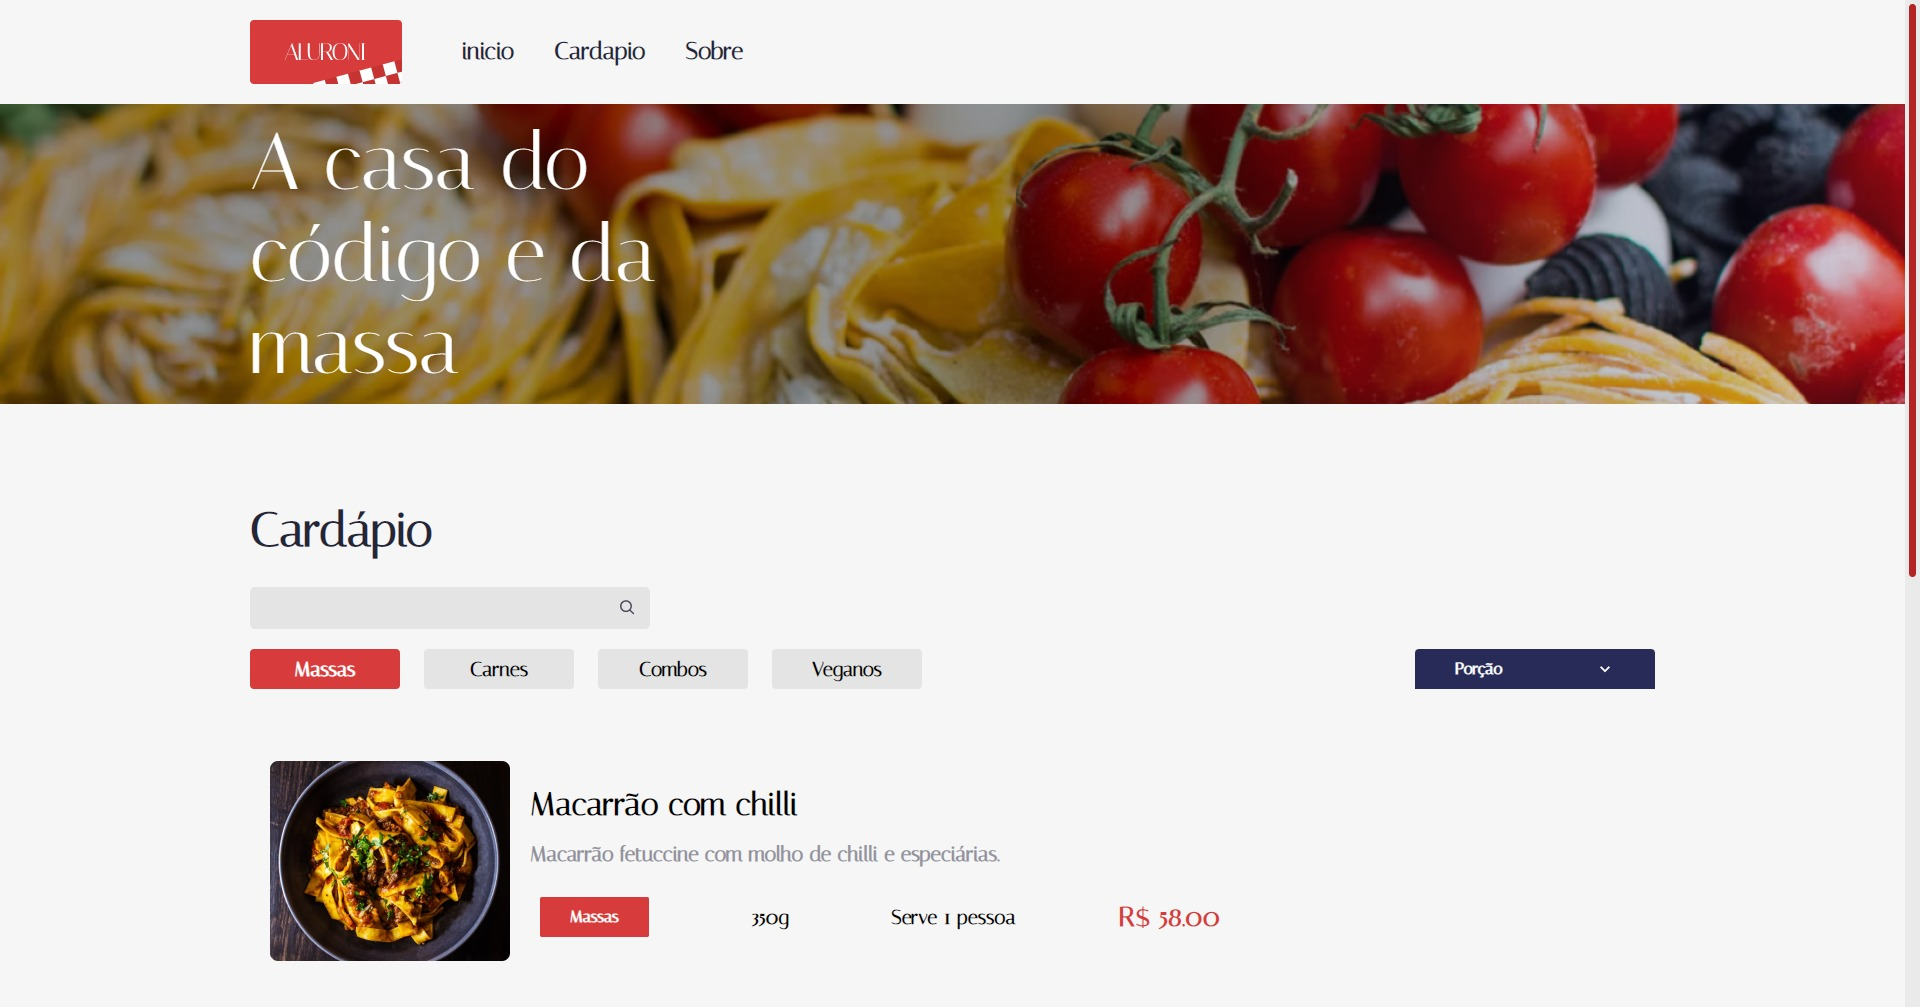 ALURONI
inicio Cardapio Sobre
A casa do
código e da
massa
Cardápio
Massas Carnes Combos Veganos Porção
Macarrão com chilli
Macarrão fetuccine com molho de chilli e especiárias.
Massas 350g Serve 1 pessoa R$ 58.00